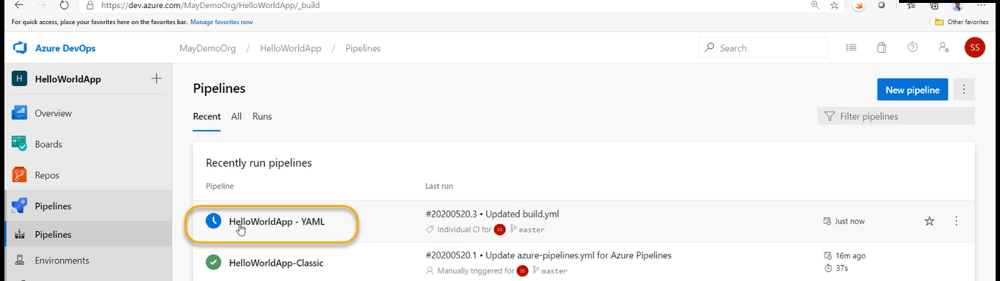 https://dev.azure.com/MayDemoOrg/HelloWorldApp/_build
For quick access, place your favorites here on the favorites bar. Manage favorites now
Other favorites
Azure DevOps
MayDemoOrg / HelloWorldApp / Pipelines
Search
SS
H HelloWorldApp
Overview
Boards
Repos
Pipelines
Pipelines
Environments
Pipelines
New pipeline
Recent All Runs
Filter pipelines
Recently run pipelines
Pipeline Last run
HelloWorldApp - YAML
#20200520.3 • Updated build.yml
Individual CI for SS master
Just now
HelloWorldApp-Classic
#20200520.1 • Update azure-pipelines.yml for Azure Pipelines
Manually triggered for SS master
16m ago
37s